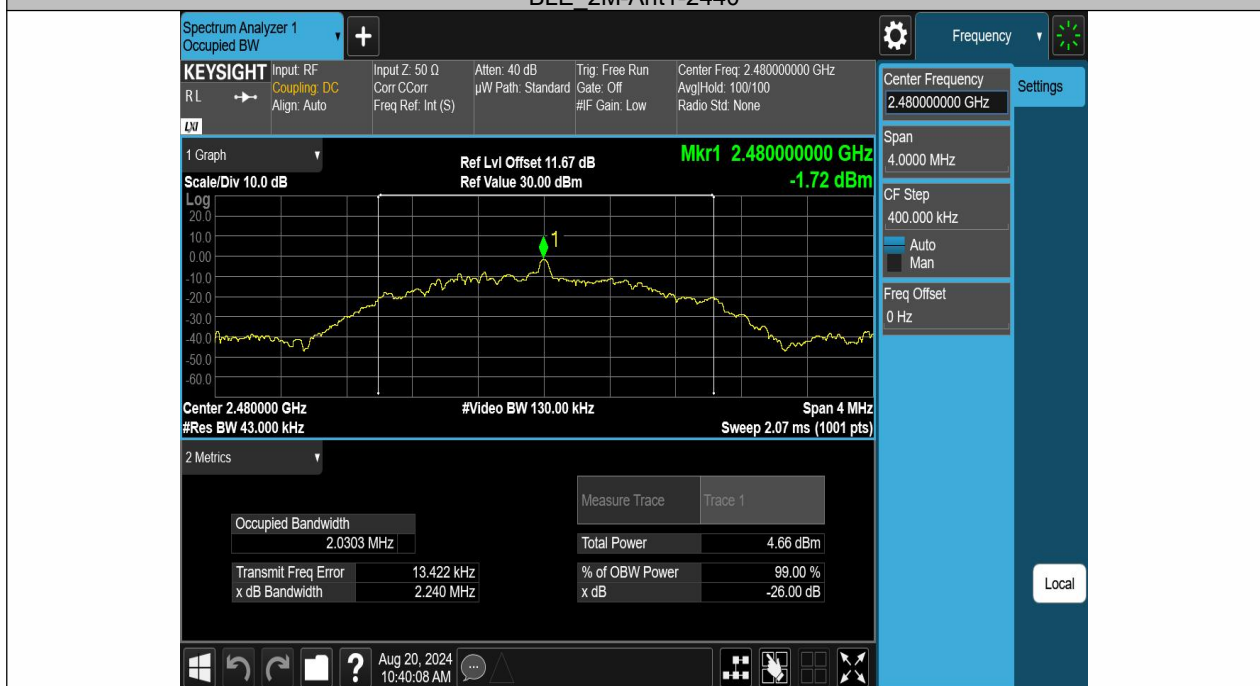 Spectrum Analyzer 1
Occupied BW
Frequency
KEYSIGHT
RL
LXI
Input: RF
Coupling: DC
Align: Auto
Input Z: 50 Ω
Corr CCorr
Freq Ref: Int (S)
Atten: 40 dB
µW Path: Standard
Trig: Free Run
Gate: Off
#IF Gain: Low
Center Freq: 2.480000000 GHz
Avg|Hold: 100/100
Radio Std: None
Center Frequency
2.480000000 GHz
Settings
Span
4.0000 MHz
CF Step
400.000 kHz
Auto
Man
Freq Offset
0 Hz
1 Graph
Scale/Div 10.0 dB
Ref Lvl Offset 11.67 dB
Ref Value 30.00 dBm
Mkr1 2.480000000 GHz
-1.72 dBm
Log
20.0
10.0
0.00
-10.0
-20.0
-30.0
-40.0
-50.0
-60.0
1
Center 2.480000 GHz
#Video BW 130.00 kHz
Span 4 MHz
#Res BW 43.000 kHz
Sweep 2.07 ms (1001 pts)
2 Metrics
Measure Trace
Trace 1
Occupied Bandwidth
2.0303 MHz
Total Power
4.66 dBm
Transmit Freq Error
13.422 kHz
% of OBW Power
99.00 %
x dB Bandwidth
2.240 MHz
x dB
-26.00 dB
Local
?
Aug 20, 2024
10:40:08 AM